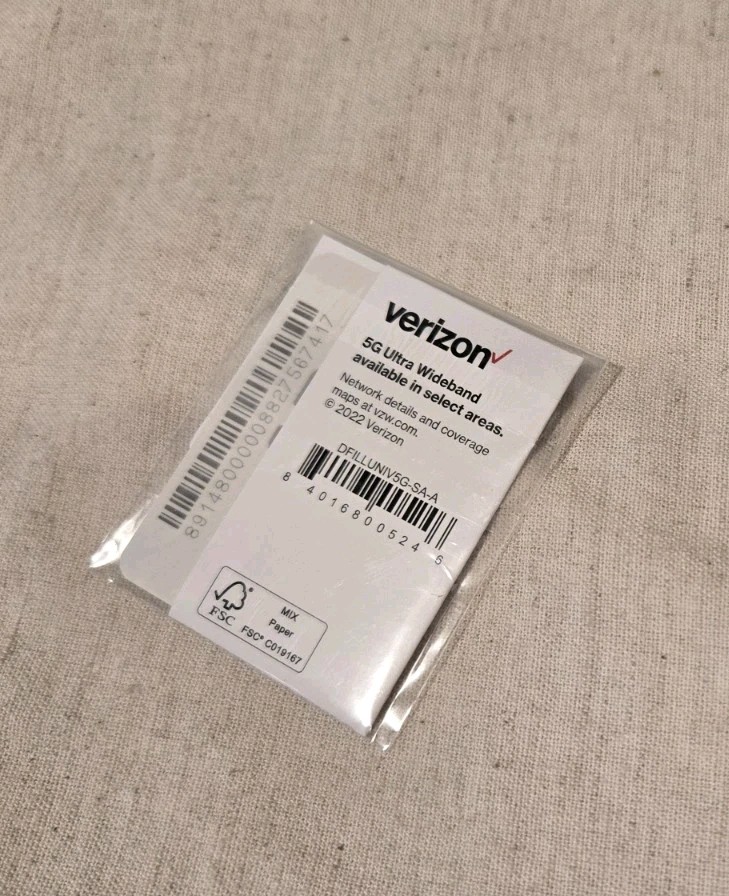 89148000008827567417
verizon
5G Ultra Wideband
available in select areas.
Network details and coverage
maps at vzw.com.
© 2022 Verizon
DFILLUNIV5G-SA-A
8 40168 00524 6
FSC®
MIX
Paper
FSC® C019167